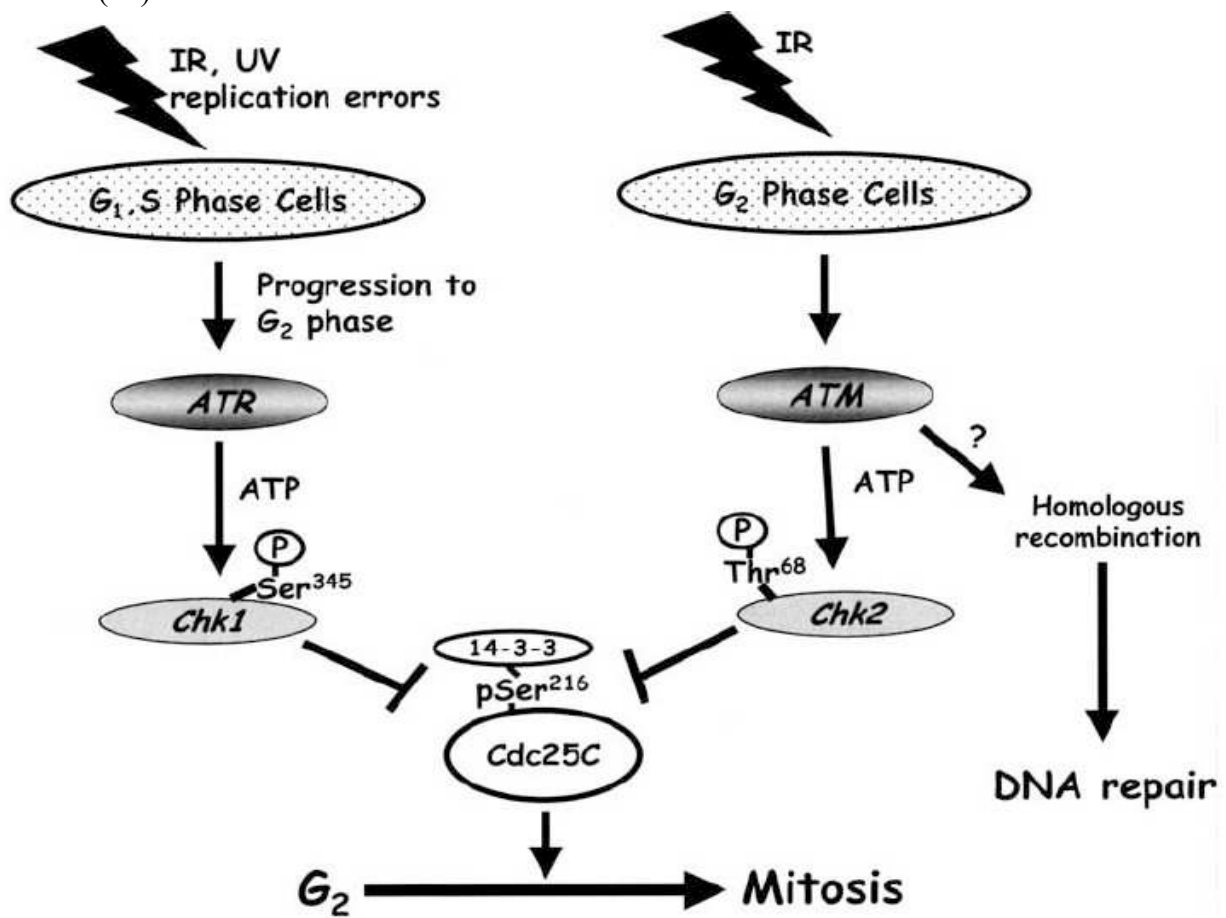 IR, UV
replication errors
IR
G₁,S Phase Cells
G₂ Phase Cells
Progression to
G₂ phase
ATR
ATM
?
ATP
ATP
Homologous
recombination
P
Ser³⁴⁵
P
Thr⁶⁸
Chk1
Chk2
14-3-3
pSer²¹⁶
Cdc25C
DNA repair
G₂
Mitosis